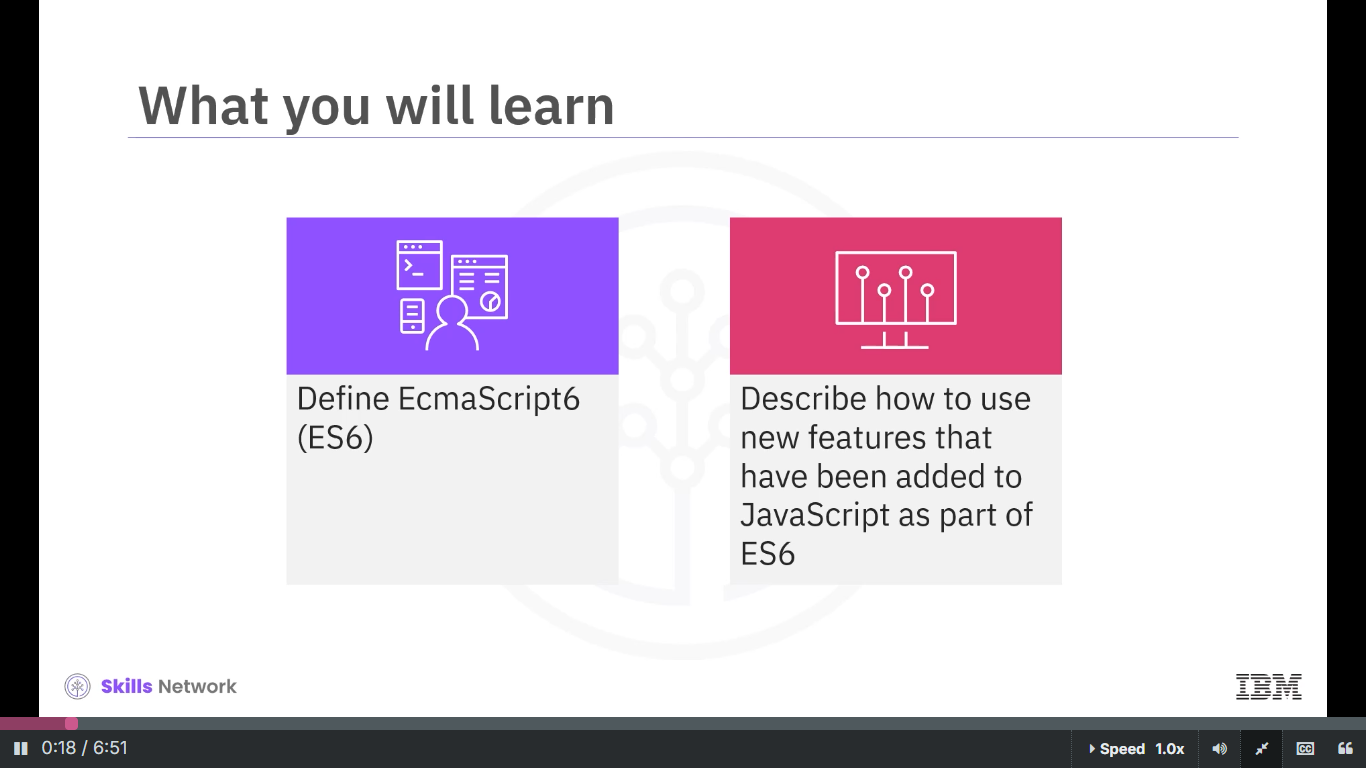 What you will learn
Define EcmaScript6
(ES6)
Describe how to use
new features that
have been added to
JavaScript as part of
ES6
Skills Network
IBM
0:18 / 6:51
Speed 1.0x
CC